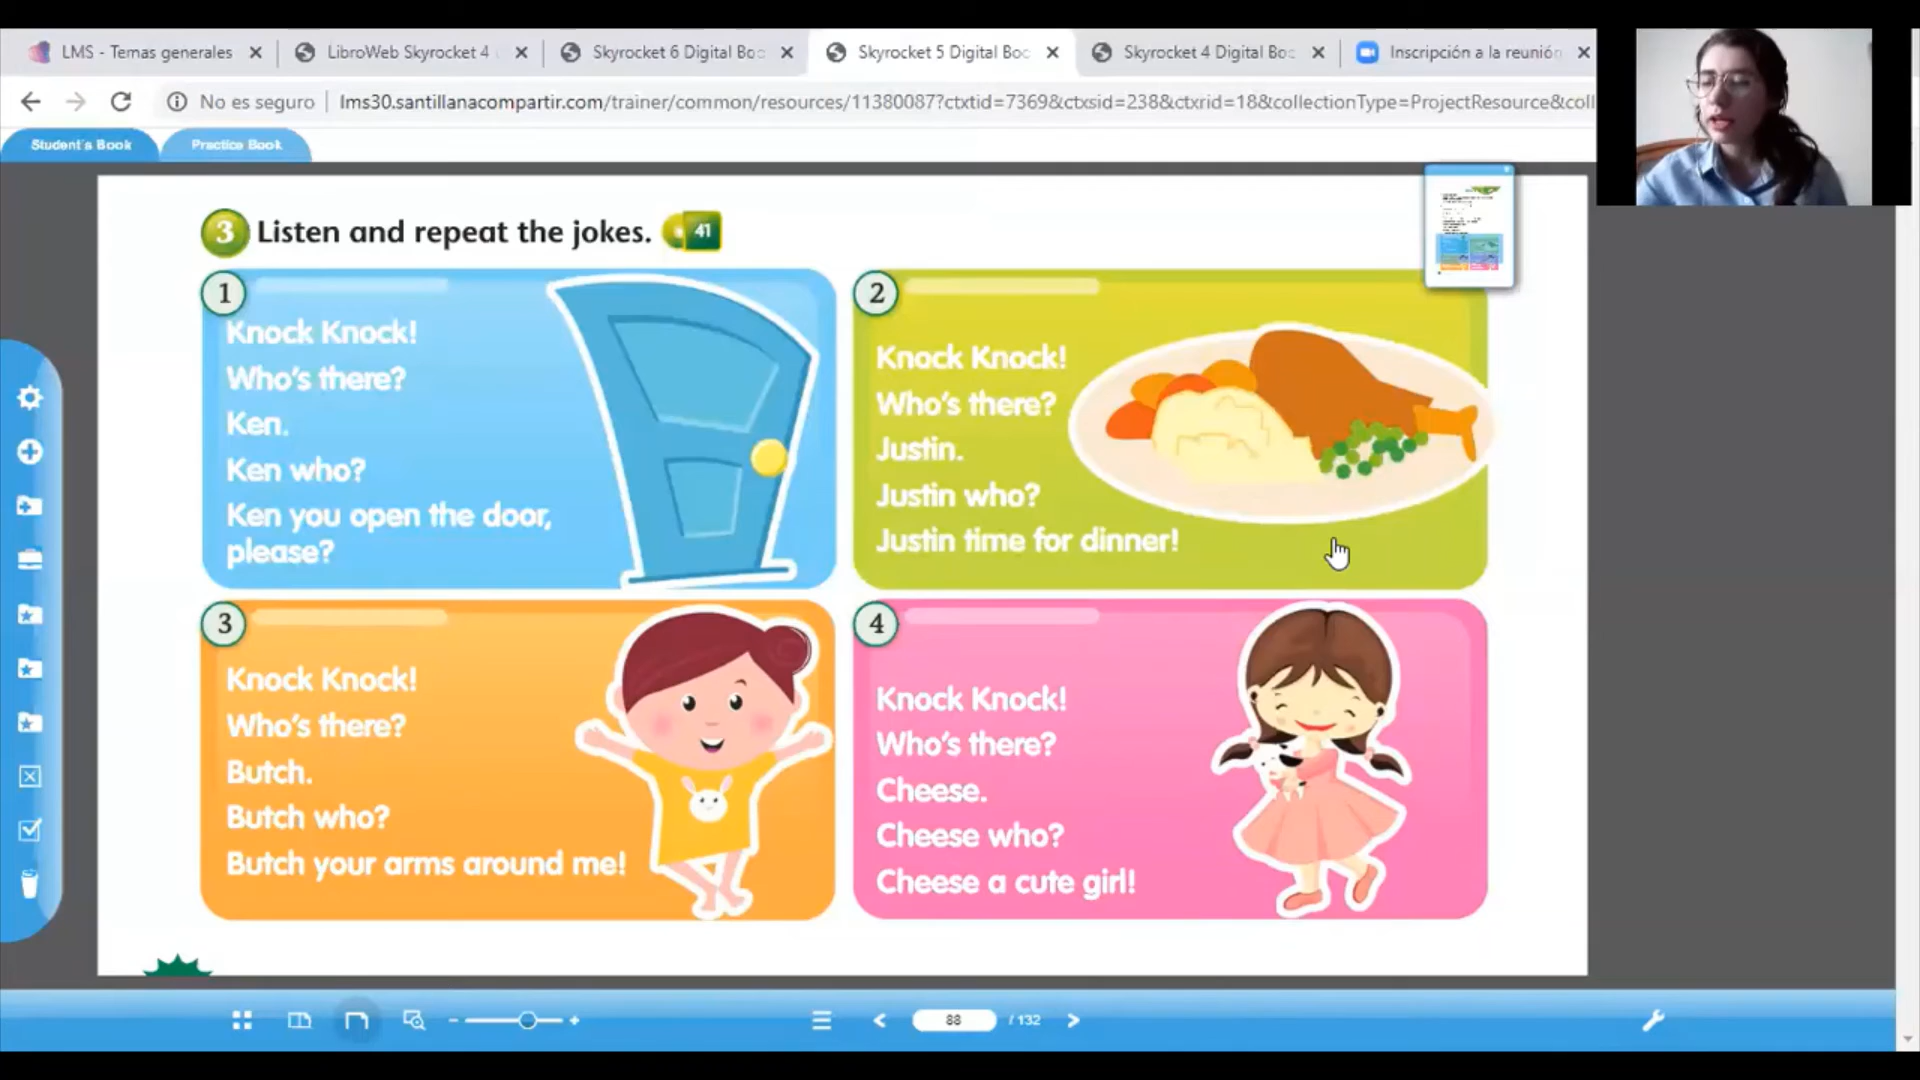 LMS - Temas generales
LibroWeb Skyrocket 4
Skyrocket 6 Digital Boo
Skyrocket 5 Digital Boo
Skyrocket 4 Digital Boo
Inscripción a la reunión
No es seguro
lms30.santillanacompartir.com/trainer/common/resources/11380087?ctxtid=7369&ctxsid=238&ctxrid=18&collectionType=ProjectResource&coll
Student's Book
Practice Book
3 Listen and repeat the jokes. 41
1
Knock Knock!
Who's there?
Ken.
Ken who?
Ken you open the door,
please?
2
Knock Knock!
Who's there?
Justin.
Justin who?
Justin time for dinner!
3
Knock Knock!
Who's there?
Butch.
Butch who?
Butch your arms around me!
4
Knock Knock!
Who's there?
Cheese.
Cheese who?
Cheese a cute girl!
88 / 132